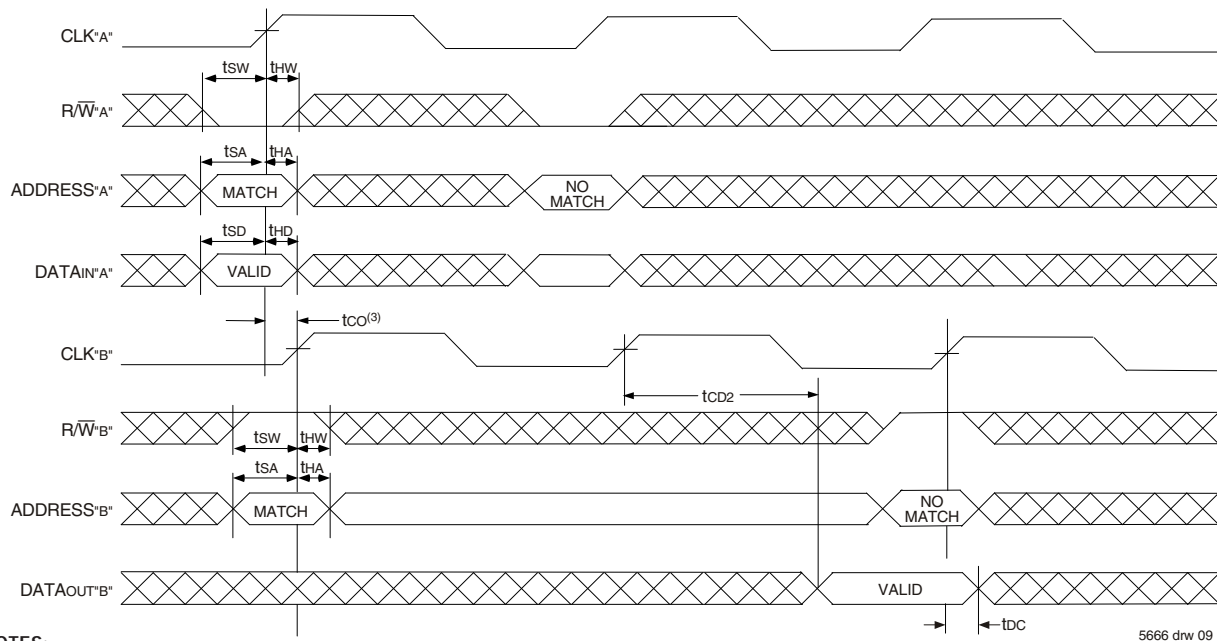 CLK"A"
tSW tHW
R/W̅"A"
tSA tHA
ADDRESS"A" MATCH NO MATCH
tSD tHD
DATAIN"A" VALID
tCO(3)
CLK"B"
tCD2
R/W̅"B"
tSW tHW
tSA tHA
ADDRESS"B" MATCH NO MATCH
DATAOUT"B" VALID
tDC
5666 drw 09